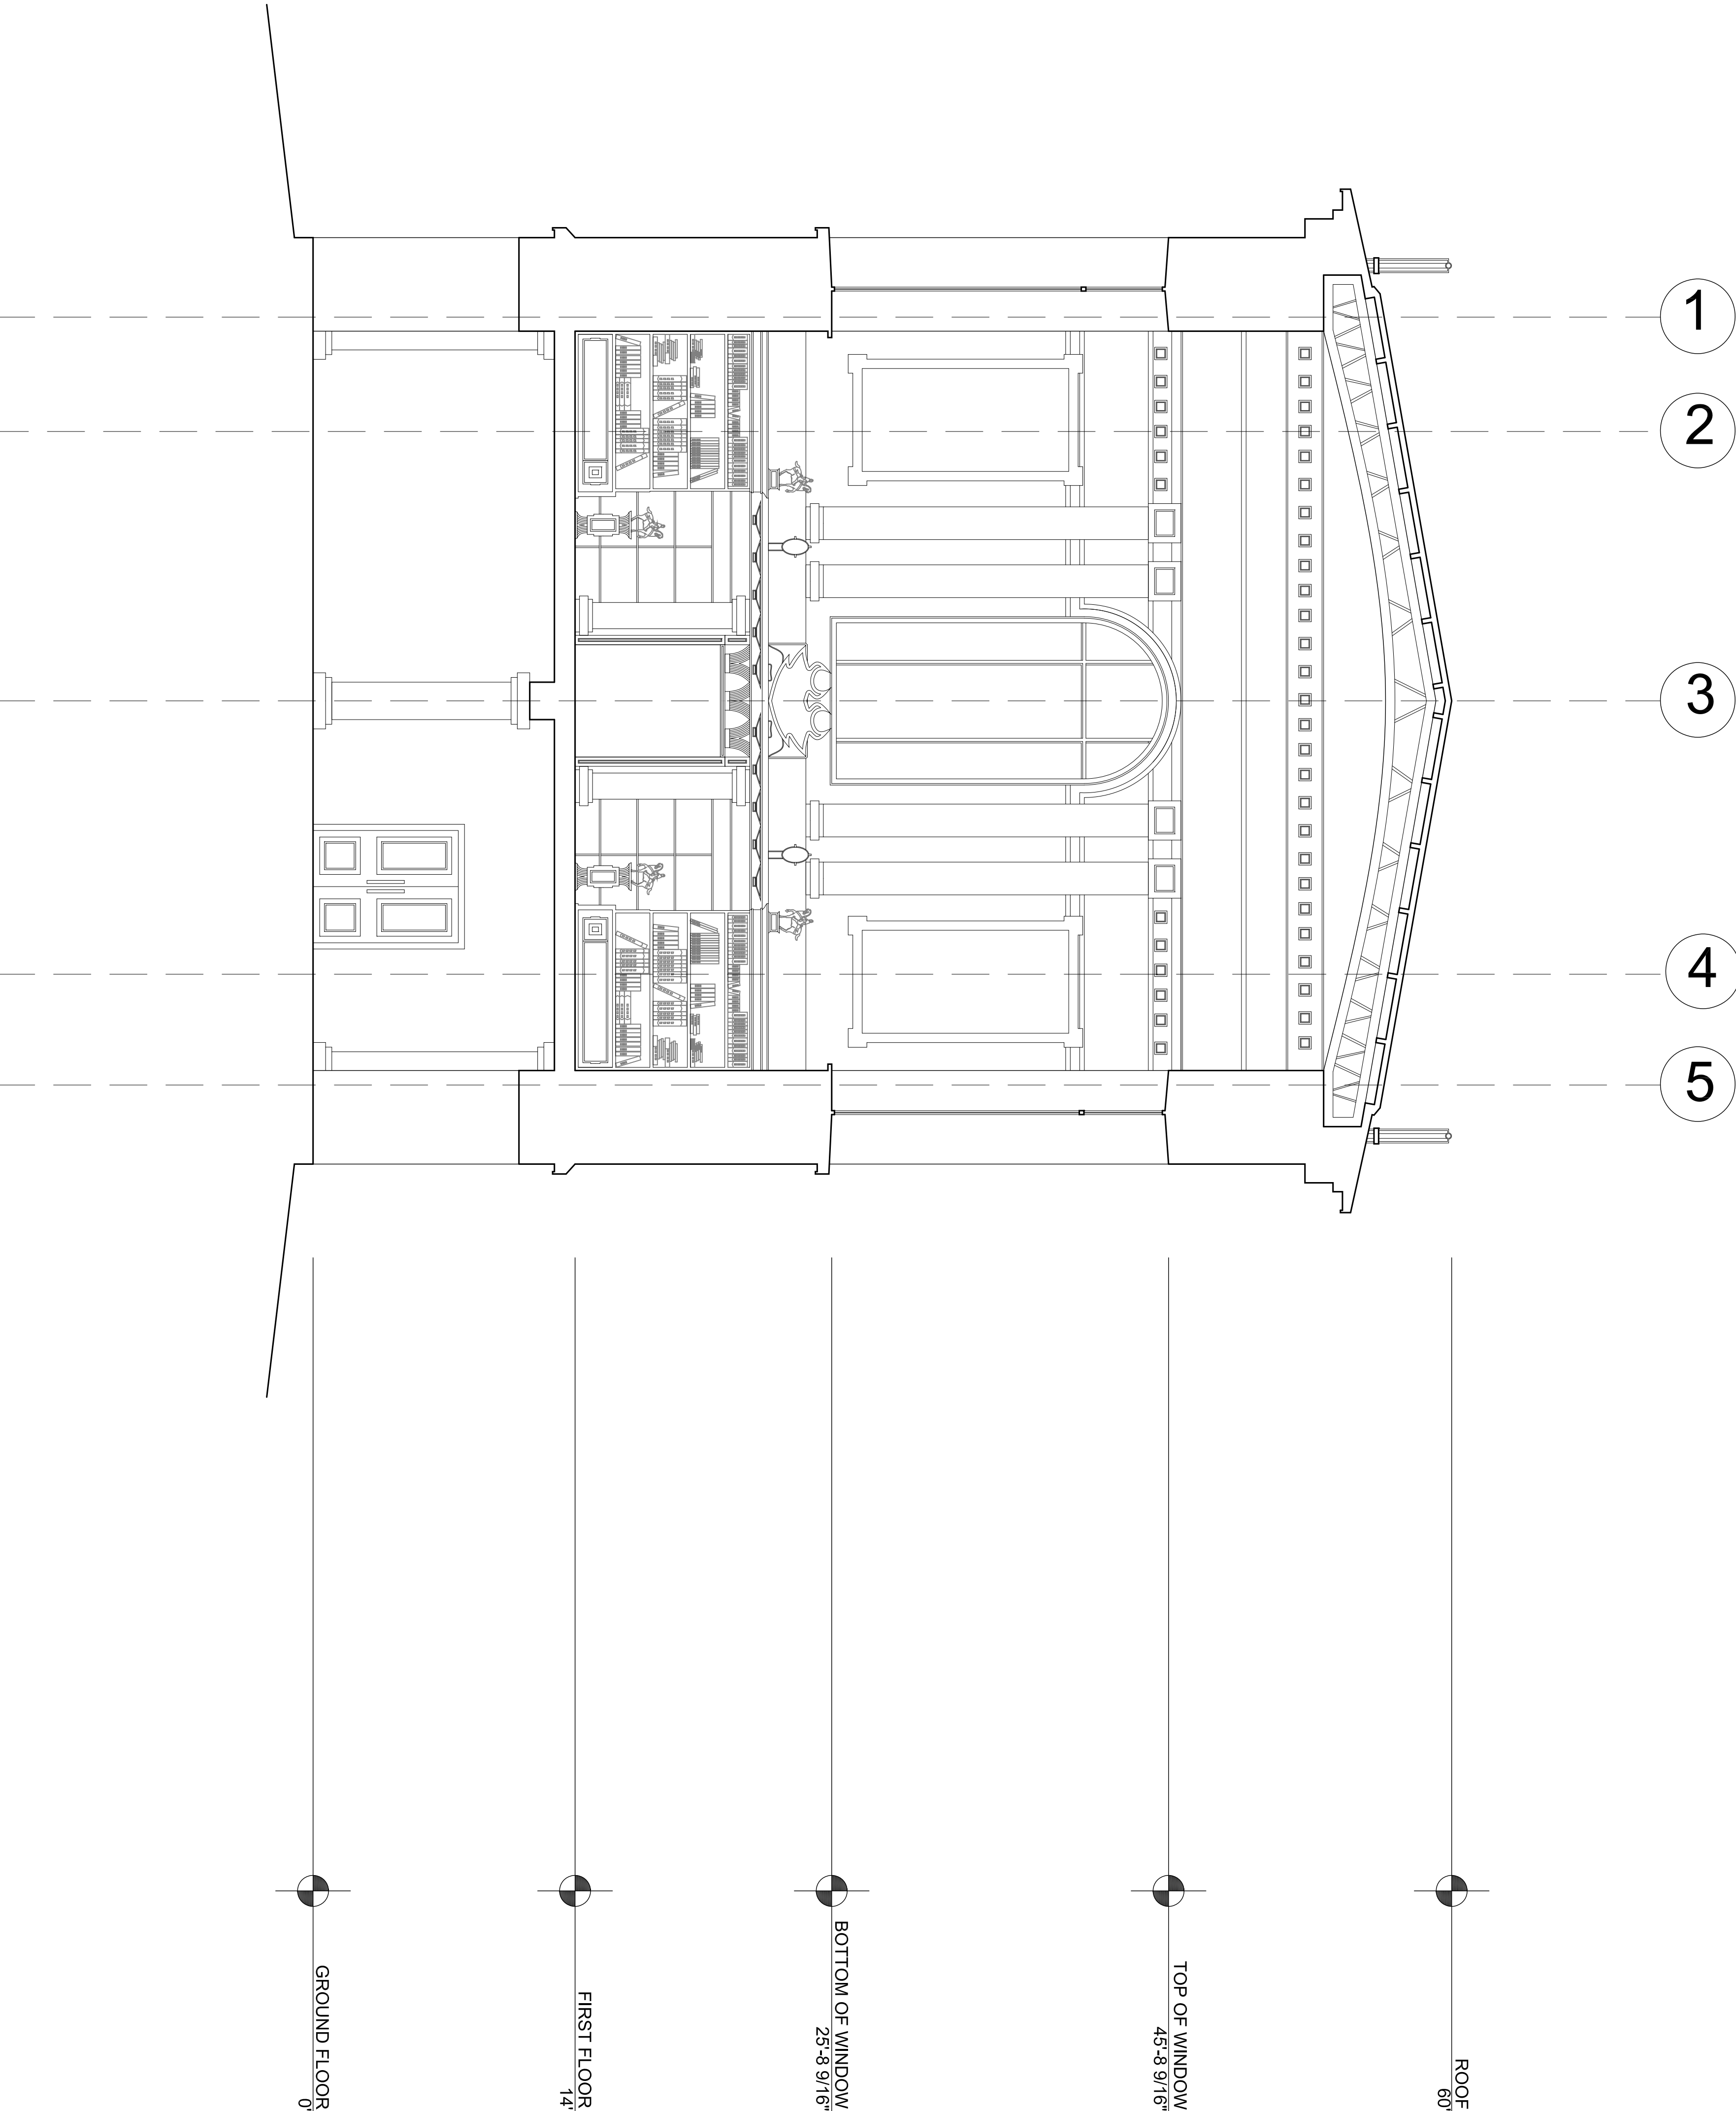 1
2
3
4
5
ROOF
60'
TOP OF WINDOW
45'-8 9/16"
BOTTOM OF WINDOW
25'-8 9/16"
FIRST FLOOR
14'
GROUND FLOOR
0'